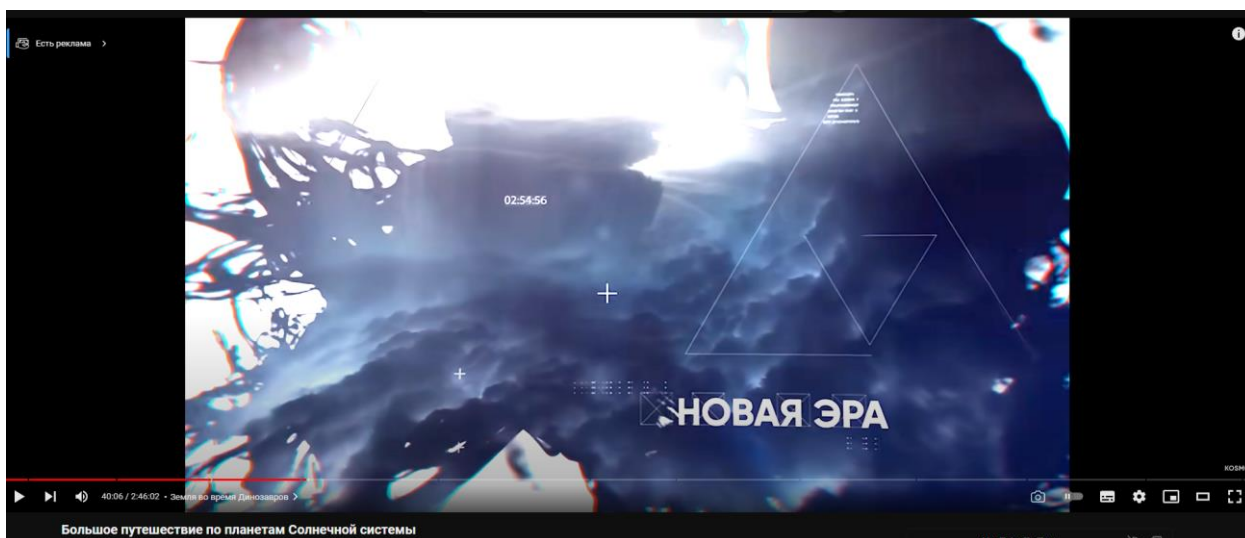 Есть реклама
02:54:56
НОВАЯ ЭРА
KOSMO
40:06 / 2:46:02 • Земля во время Динозавров
Большое путешествие по планетам Солнечной системы